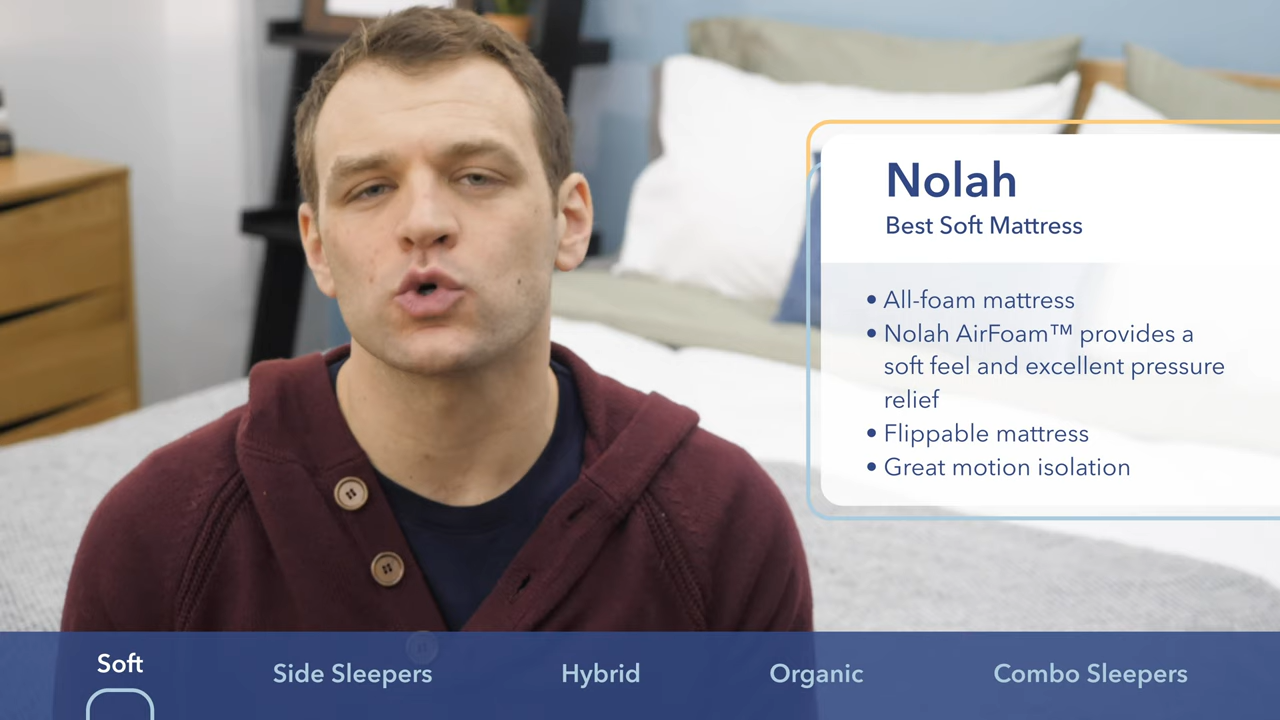 Nolah
Best Soft Mattress
• All-foam mattress
• Nolah AirFoam™ provides a
soft feel and excellent pressure
relief
• Flippable mattress
• Great motion isolation
Soft
Side Sleepers
Hybrid
Organic
Combo Sleepers